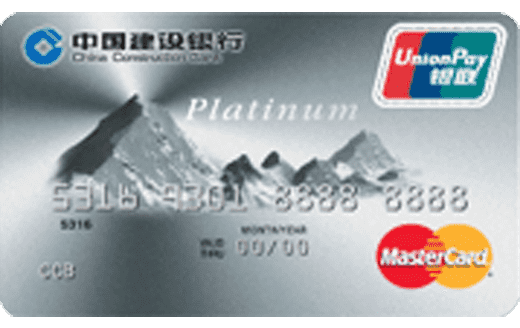 中国建设银行
China Construction Bank
UnionPay
银联
Platinum
5316 9301 8888 8888
5316
MONTH/YEAR
VALID
THRU
00/00
CCB
MasterCard